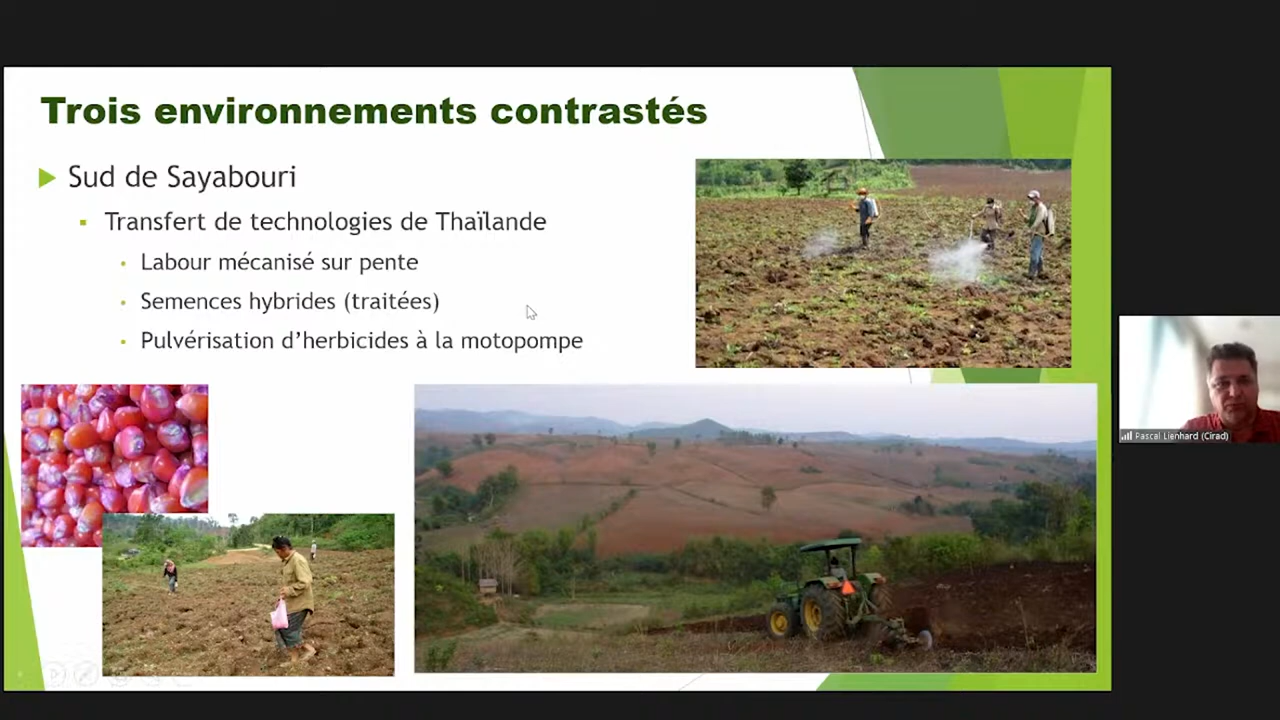 Trois environnements contrastés
Sud de Sayabouri
Transfert de technologies de Thaïlande
Labour mécanisé sur pente
Semences hybrides (traitées)
Pulvérisation d’herbicides à la motopompe
Pascal Lienhard (Cirad)